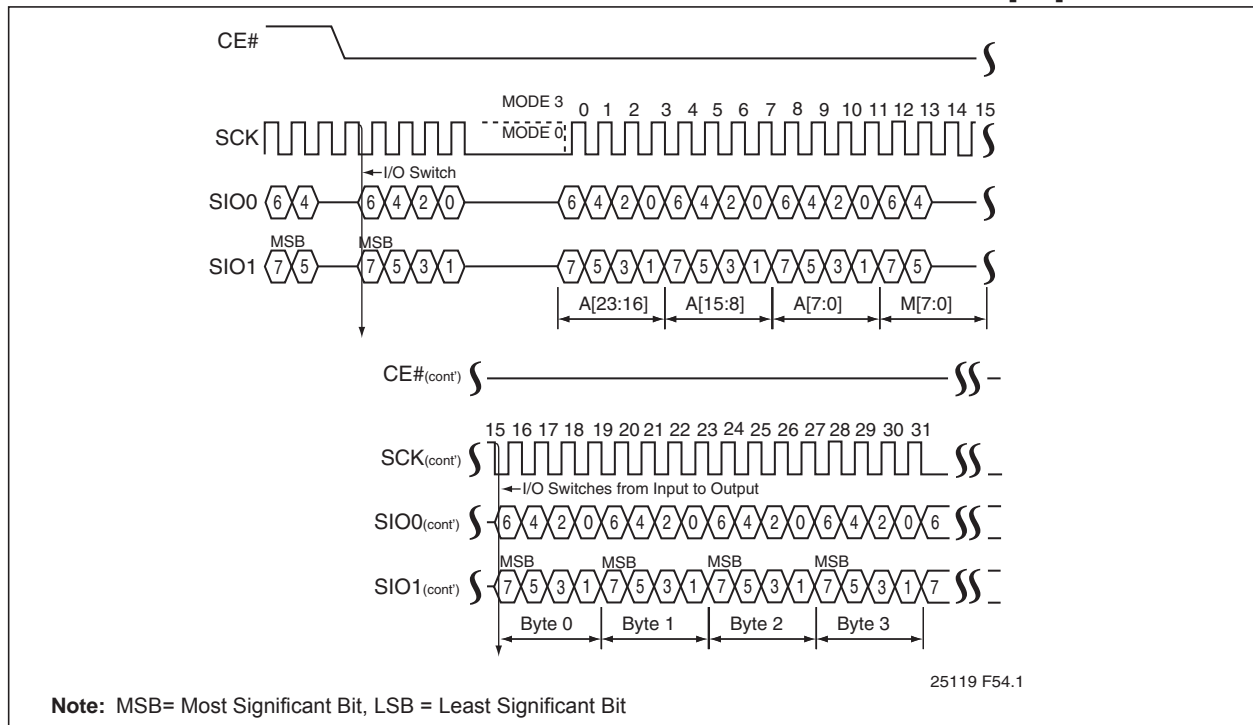 CE#
MODE 3
0 1 2 3 4 5 6 7 8 9 10 11 12 13 14 15
SCK
MODE 0
I/O Switch
SIO0
6 4 6 4 2 0 6 4 2 0 6 4 2 0 6 4 2 0 6 4
MSB MSB
SIO1
7 5 7 5 3 1 7 5 3 1 7 5 3 1 7 5 3 1 7 5
A[23:16] A[15:8] A[7:0] M[7:0]
CE#(cont')
15 16 17 18 19 20 21 22 23 24 25 26 27 28 29 30 31
SCK(cont')
I/O Switches from Input to Output
SIO0(cont')
6 4 2 0 6 4 2 0 6 4 2 0 6 4 2 0 6
MSB MSB MSB MSB
SIO1(cont')
7 5 3 1 7 5 3 1 7 5 3 1 7 5 3 1 7
Byte 0 Byte 1 Byte 2 Byte 3
25119 F54.1
Note: MSB= Most Significant Bit, LSB = Least Significant Bit